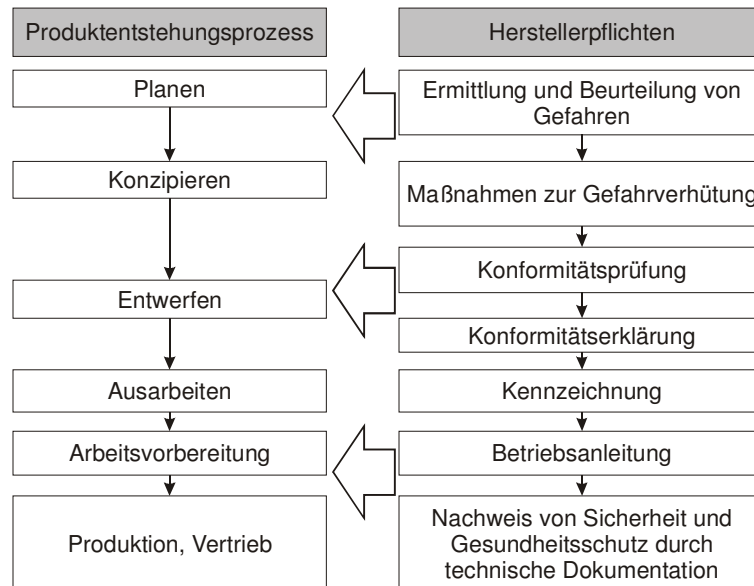 Produktentstehungsprozess
Planen
Konzipieren
Entwerfen
Ausarbeiten
Arbeitsvorbereitung
Produktion, Vertrieb
Herstellerpflichten
Ermittlung und Beurteilung von
Gefahren
Maßnahmen zur Gefahrverhütung
Konformitätsprüfung
Konformitätserklärung
Kennzeichnung
Betriebsanleitung
Nachweis von Sicherheit und
Gesundheitsschutz durch
technische Dokumentation